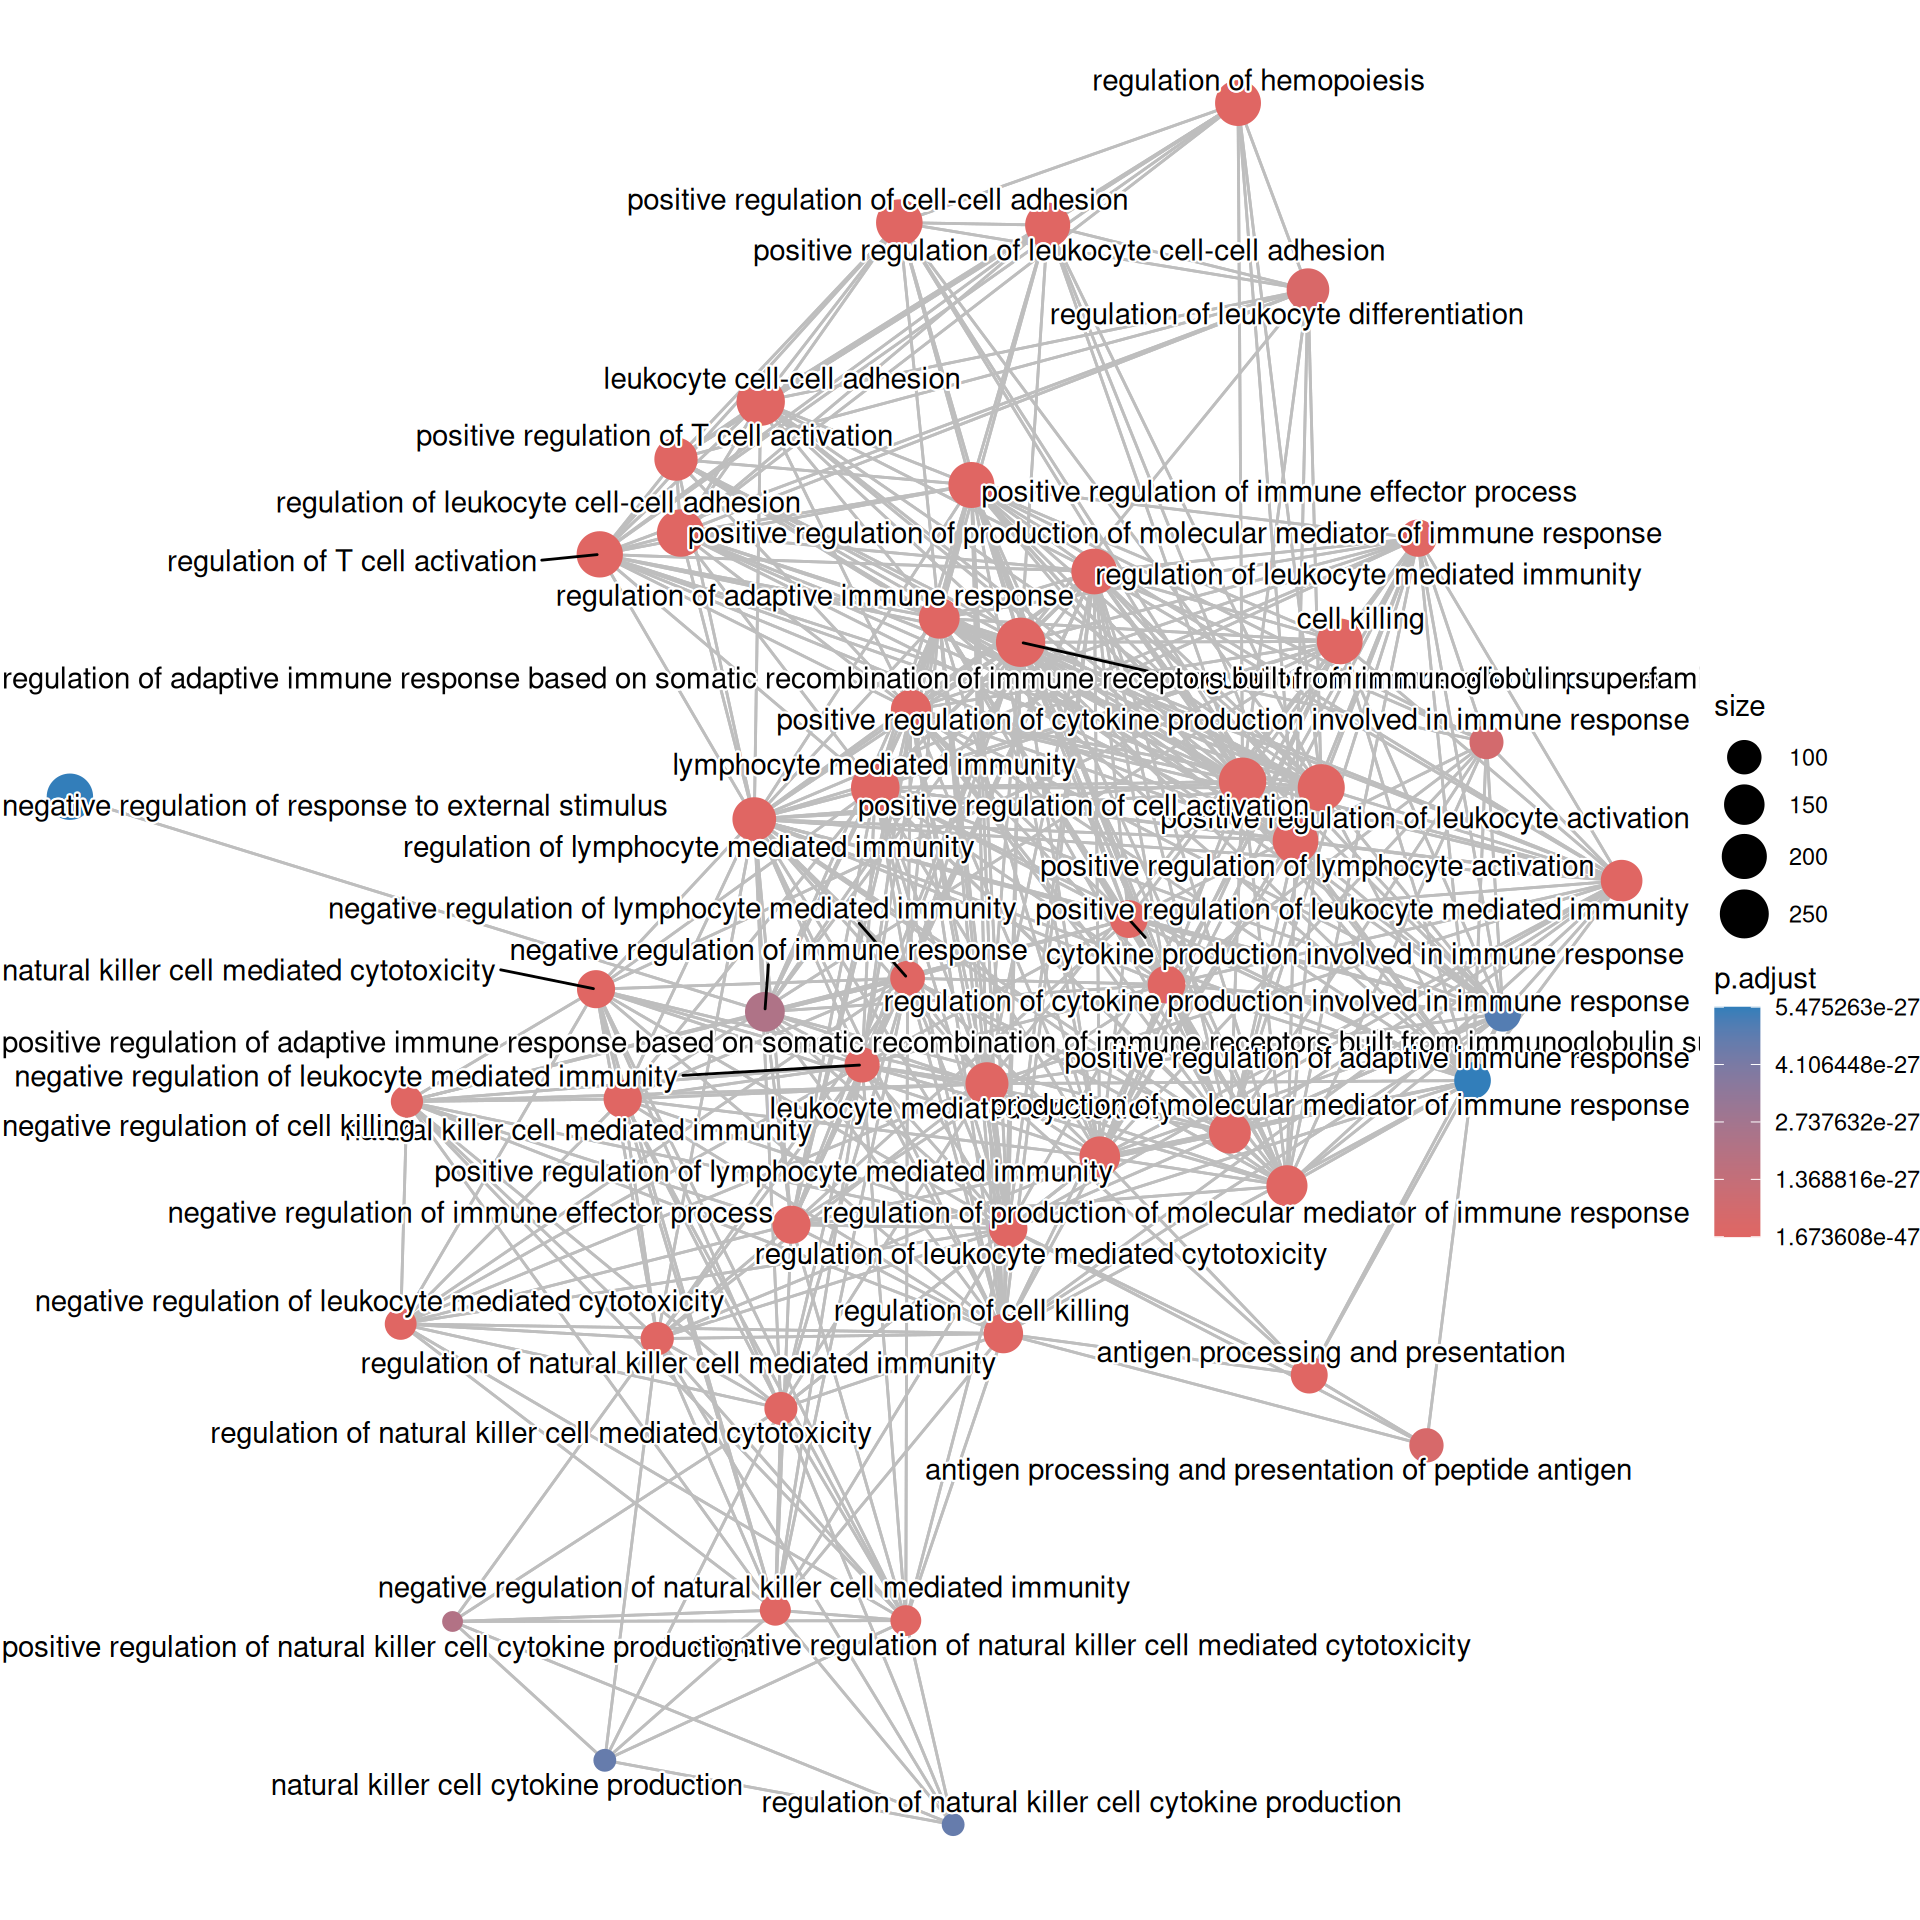 regulation of hemopoiesis
positive regulation of cell-cell adhesion
positive regulation of leukocyte cell-cell adhesion
regulation of leukocyte differentiation
leukocyte cell-cell adhesion
positive regulation of T cell activation
positive regulation of immune effector process
regulation of leukocyte cell-cell adhesion
positive regulation of production of molecular mediator of immune response
regulation of T cell activation
regulation of leukocyte mediated immunity
regulation of adaptive immune response
cell killing
regulation of adaptive immune response based on somatic recombination of immune receptors built from immunoglobulin superfam
positive regulation of cytokine production involved in immune response
lymphocyte mediated immunity
negative regulation of response to external stimulus
positive regulation of cell activation
positive regulation of leukocyte activation
regulation of lymphocyte mediated immunity
positive regulation of lymphocyte activation
negative regulation of lymphocyte mediated immunity
positive regulation of leukocyte mediated immunity
negative regulation of immune response
cytokine production involved in immune response
natural killer cell mediated cytotoxicity
regulation of cytokine production involved in immune response
positive regulation of adaptive immune response based on somatic recombination of immune receptors built from immunoglobulin
positive regulation of adaptive immune response
negative regulation of leukocyte mediated immunity
leukocyte mediated
production of molecular mediator of immune response
negative regulation of cell killing
killer cell mediated immunity
positive regulation of lymphocyte mediated immunity
negative regulation of immune effector process
regulation of production of molecular mediator of immune response
regulation of leukocyte mediated cytotoxicity
negative regulation of leukocyte mediated cytotoxicity
regulation of cell killing
regulation of natural killer cell mediated immunity
antigen processing and presentation
regulation of natural killer cell mediated cytotoxicity
antigen processing and presentation of peptide antigen
negative regulation of natural killer cell mediated immunity
positive regulation of natural killer cell cytokine production
regulation of natural killer cell mediated cytotoxicity
natural killer cell cytokine production
regulation of natural killer cell cytokine production
size
100
150
200
250
p.adjust
5.475263e-27
4.106448e-27
2.737632e-27
1.368816e-27
1.673608e-47